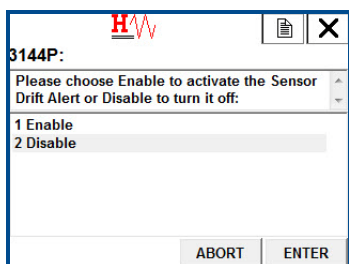 H
3144P:
Please choose Enable to activate the Sensor
Drift Alert or Disable to turn it off:
1 Enable
2 Disable
ABORT ENTER